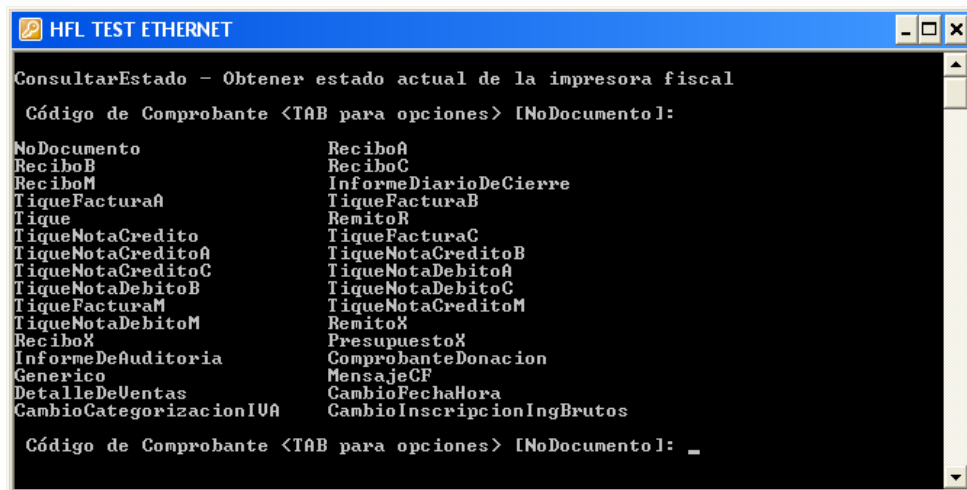 HFL TEST ETHERNET
ConsultarEstado - Obtener estado actual de la impresora fiscal
Código de Comprobante <TAB para opciones> [NoDocumento]:
NoDocumento ReciboA
ReciboB ReciboC
ReciboM InformeDiarioDeCierre
TiqueFacturaA TiqueFacturaB
Tique RemitoR
TiqueNotaCredito TiqueFacturaC
TiqueNotaCreditoA TiqueNotaCreditoB
TiqueNotaCreditoC TiqueNotaDebitoA
TiqueNotaDebitoB TiqueNotaDebitoC
TiqueFacturaM TiqueNotaCreditoM
TiqueNotaDebitoM RemitoX
ReciboX PresupuestoX
InformeDeAuditoria ComprobanteDonacion
Generico MensajeCF
DetalleDeVentas CambioFechaHora
CambioCategorizacionIVA CambioInscripcionIngBrutos
Código de Comprobante <TAB para opciones> [NoDocumento]: _